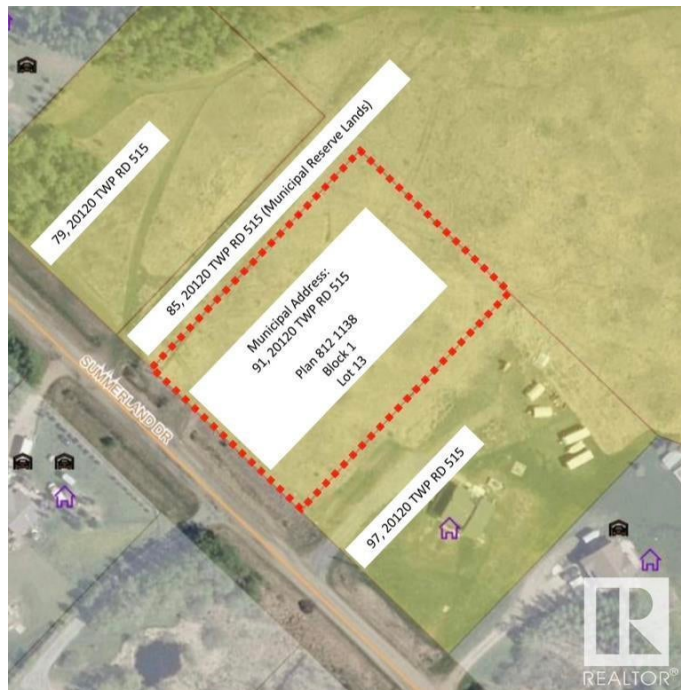 79, 20120 TWP RD 515
85, 20120 TWP RD 515 (Municipal Reserve Lands)
Municipal Address:
91, 20120 TWP RD 515
Plan 812 1138
Block 1
Lot 13
97, 20120 TWP RD 515
SUMMERLAND DR
R
REALTOR®